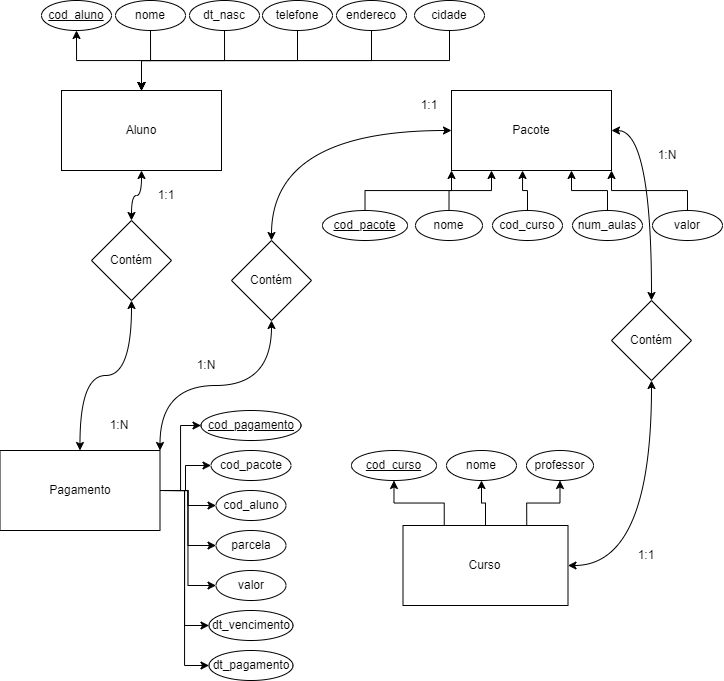 cod_aluno
nome
dt_nasc
telefone
endereco
cidade
Aluno
1:1
Pacote
1:1
1:N
cod_pacote
nome
cod_curso
num_aulas
valor
Contém
Contém
Contém
1:N
1:N
cod_pagamento
Pagamento
cod_pacote
cod_aluno
parcela
valor
dt_vencimento
dt_pagamento
cod_curso
nome
professor
Curso
1:1